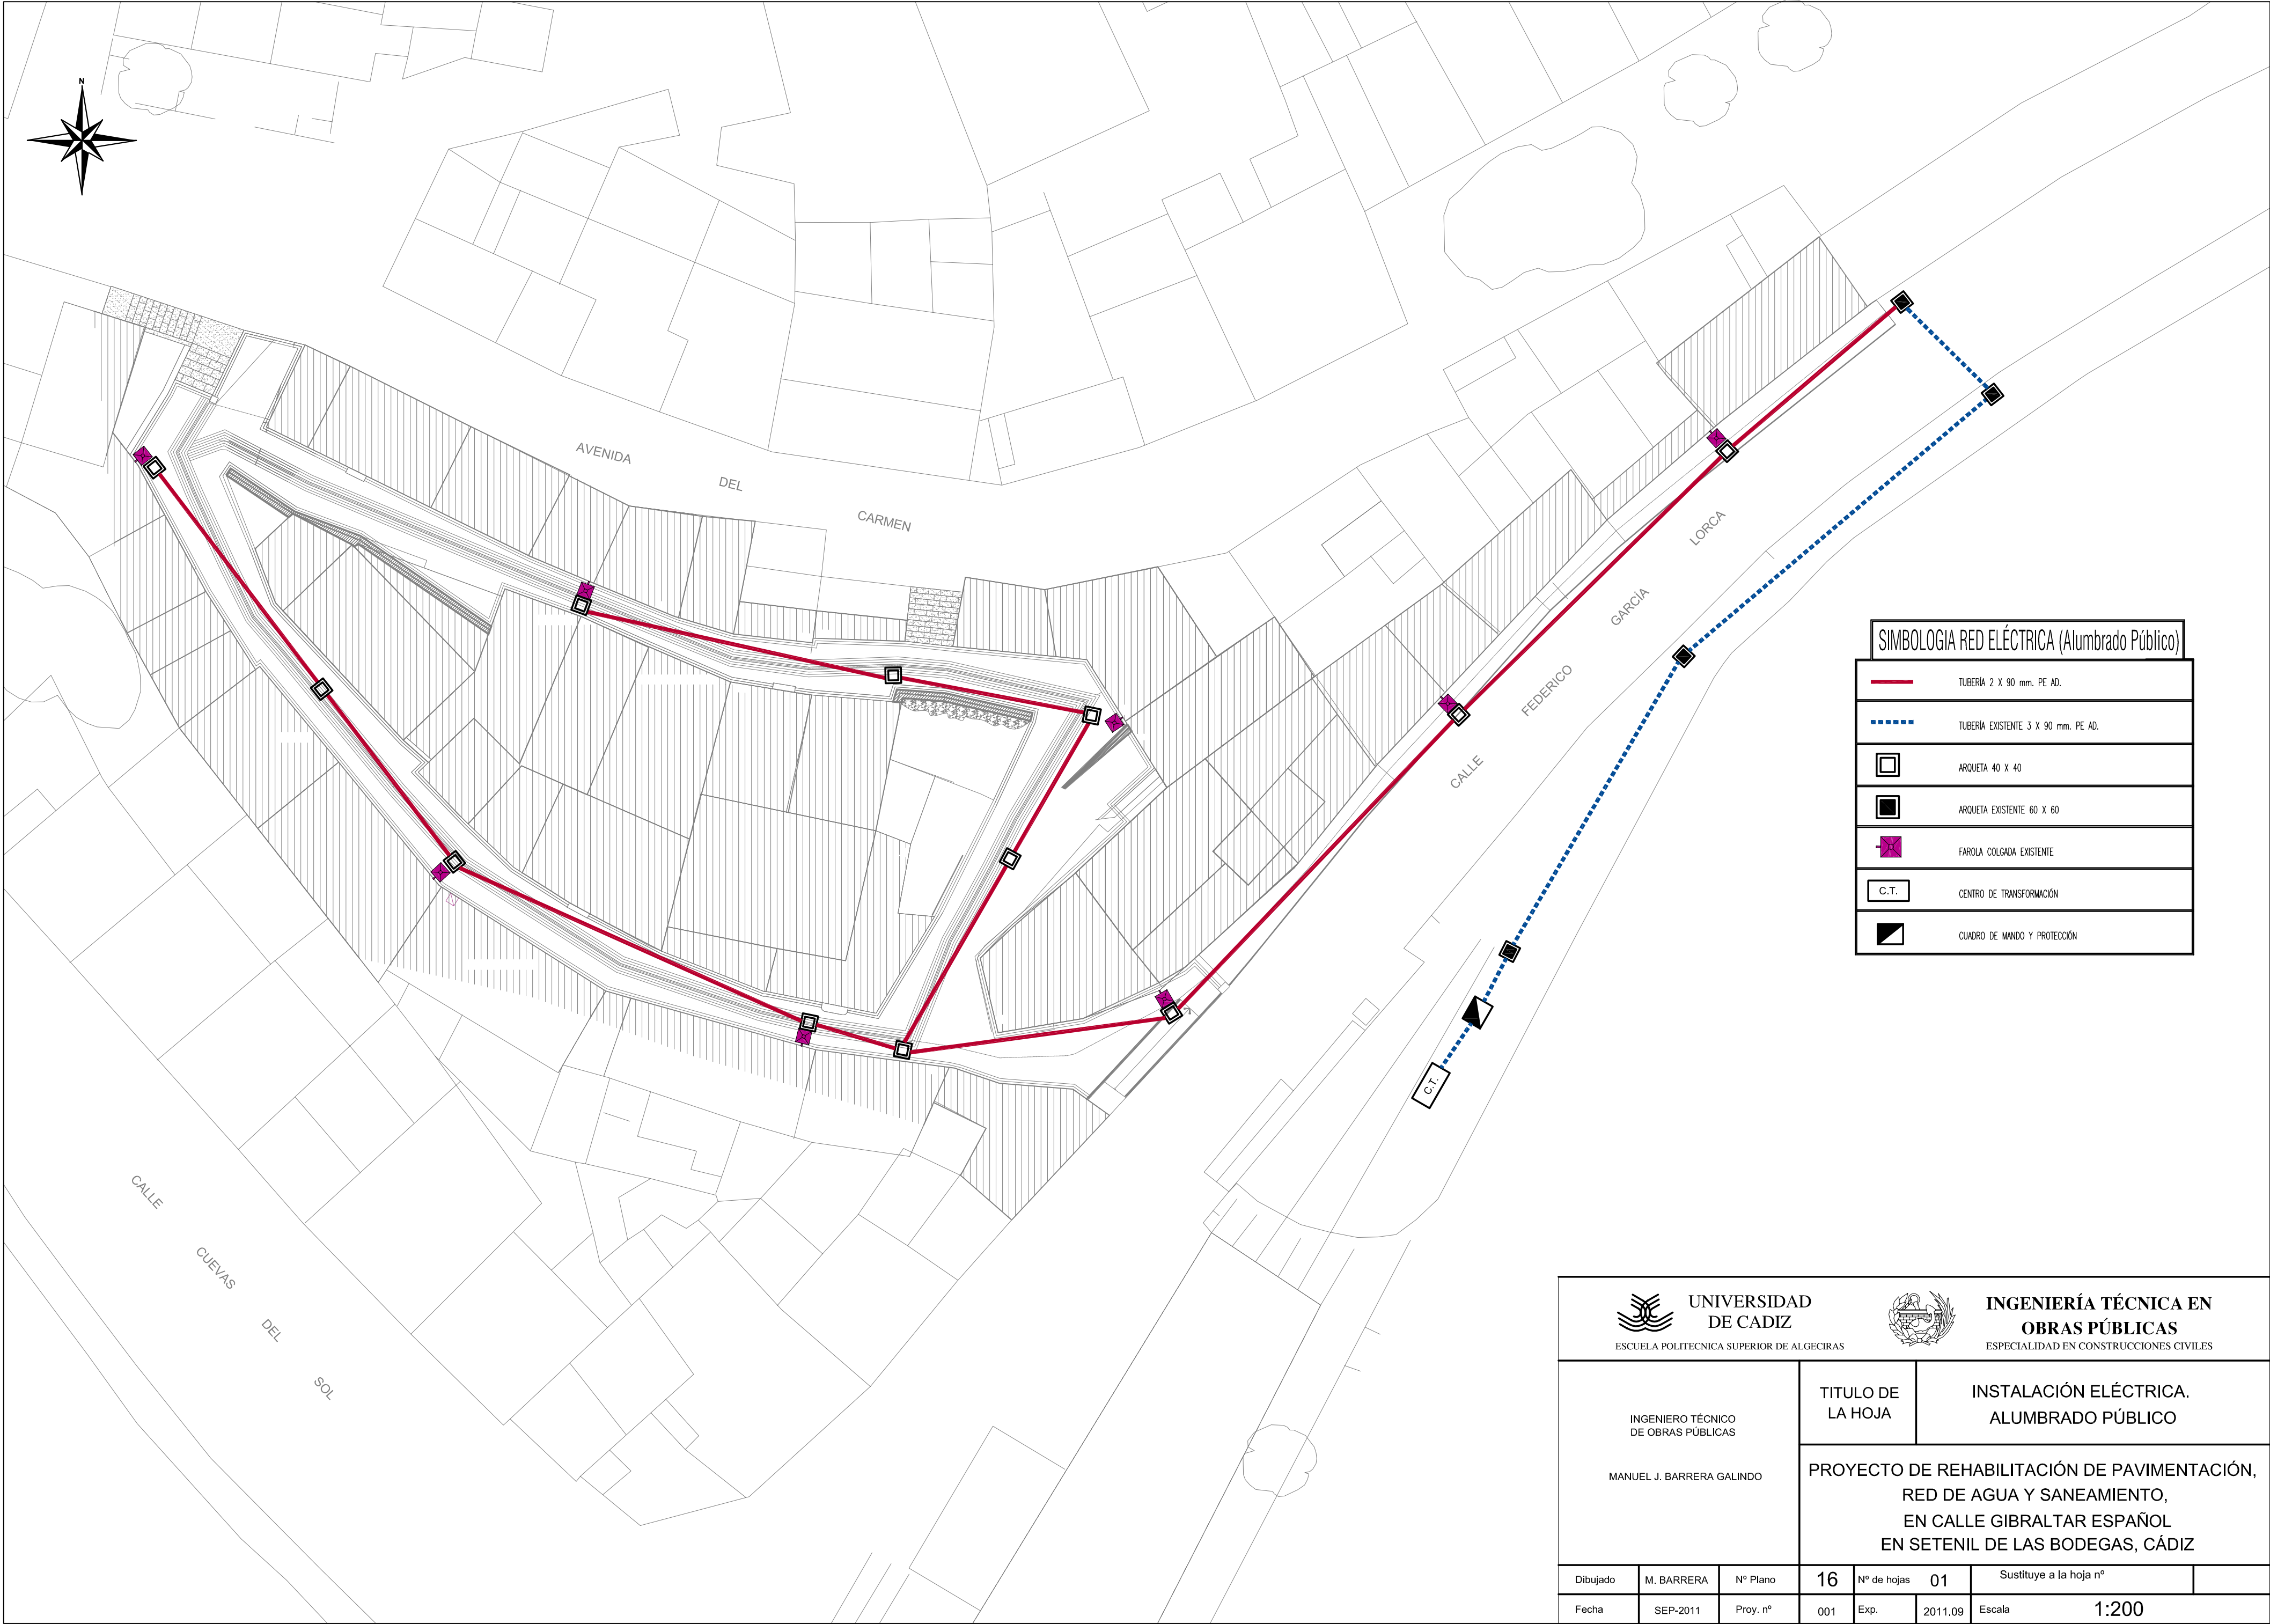 N
AVENIDA
DEL
CARMEN
LORCA
GARCÍA
FEDERICO
CALLE
SIMBOLOGIA RED ELÉCTRICA (Alumbrado Público)
TUBERÍA 2 X 90 mm. PE AD.
TUBERÍA EXISTENTE 3 X 90 mm. PE AD.
ARQUETA 40 X 40
ARQUETA EXISTENTE 60 X 60
FAROLA COLGADA EXISTENTE
C.T.
CENTRO DE TRANSFORMACIÓN
CUADRO DE MANDO Y PROTECCIÓN
C.T.
CALLE
CUEVAS
DEL
SOL
UNIVERSIDAD
DE CADIZ
ESCUELA POLITECNICA SUPERIOR DE ALGECIRAS
INGENIERÍA TÉCNICA EN
OBRAS PÚBLICAS
ESPECIALIDAD EN CONSTRUCCIONES CIVILES
INGENIERO TÉCNICO
DE OBRAS PÚBLICAS
MANUEL J. BARRERA GALINDO
TITULO DE
LA HOJA
INSTALACIÓN ELÉCTRICA.
ALUMBRADO PÚBLICO
PROYECTO DE REHABILITACIÓN DE PAVIMENTACIÓN,
RED DE AGUA Y SANEAMIENTO,
EN CALLE GIBRALTAR ESPAÑOL
EN SETENIL DE LAS BODEGAS, CÁDIZ
Dibujado M. BARRERA Nº Plano 16 Nº de hojas 01 Sustituye a la hoja nº
Fecha SEP-2011 Proy. nº 001 Exp. 2011.09 Escala 1:200